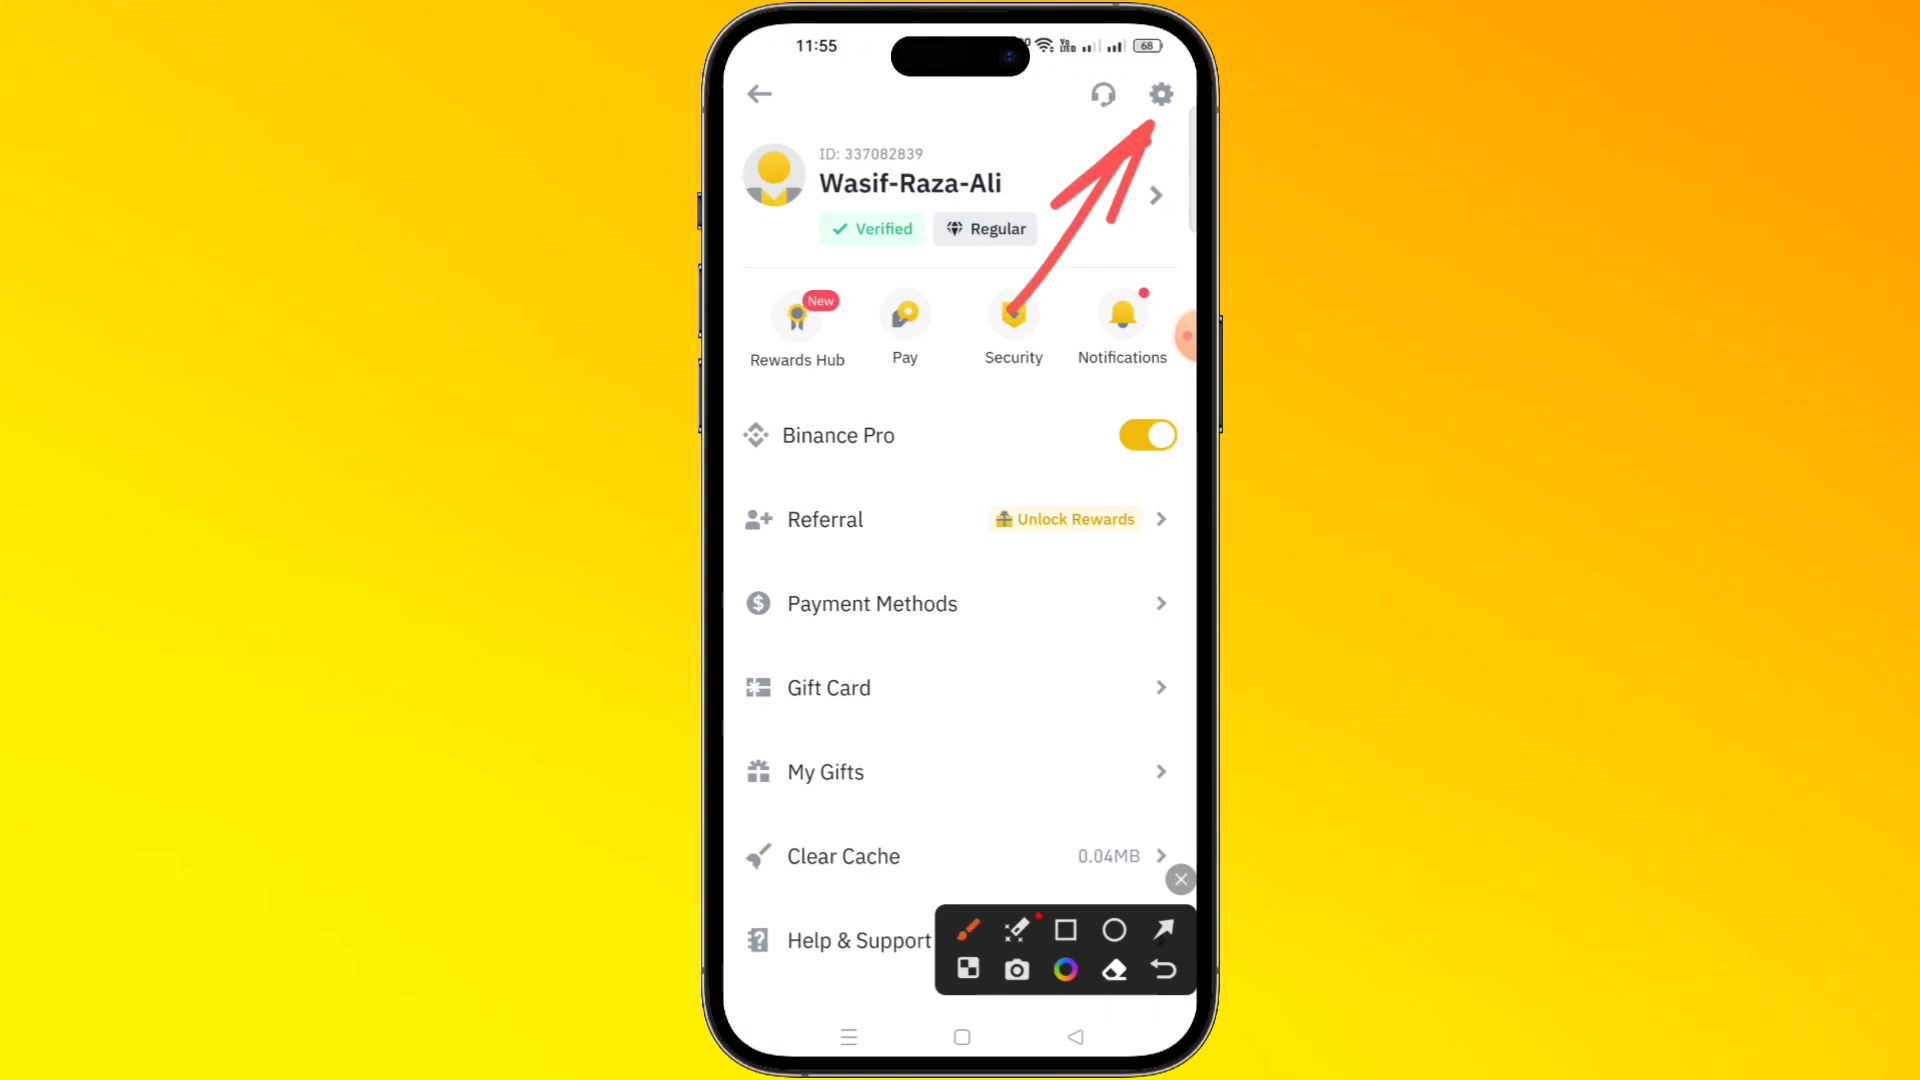 11:55
68
ID: 337082839
Wasif-Raza-Ali
Verified
Regular
New
Rewards Hub
Pay
Security
Notifications
Binance Pro
Referral
Unlock Rewards
Payment Methods
Gift Card
My Gifts
Clear Cache
0.04MB
Help & Support